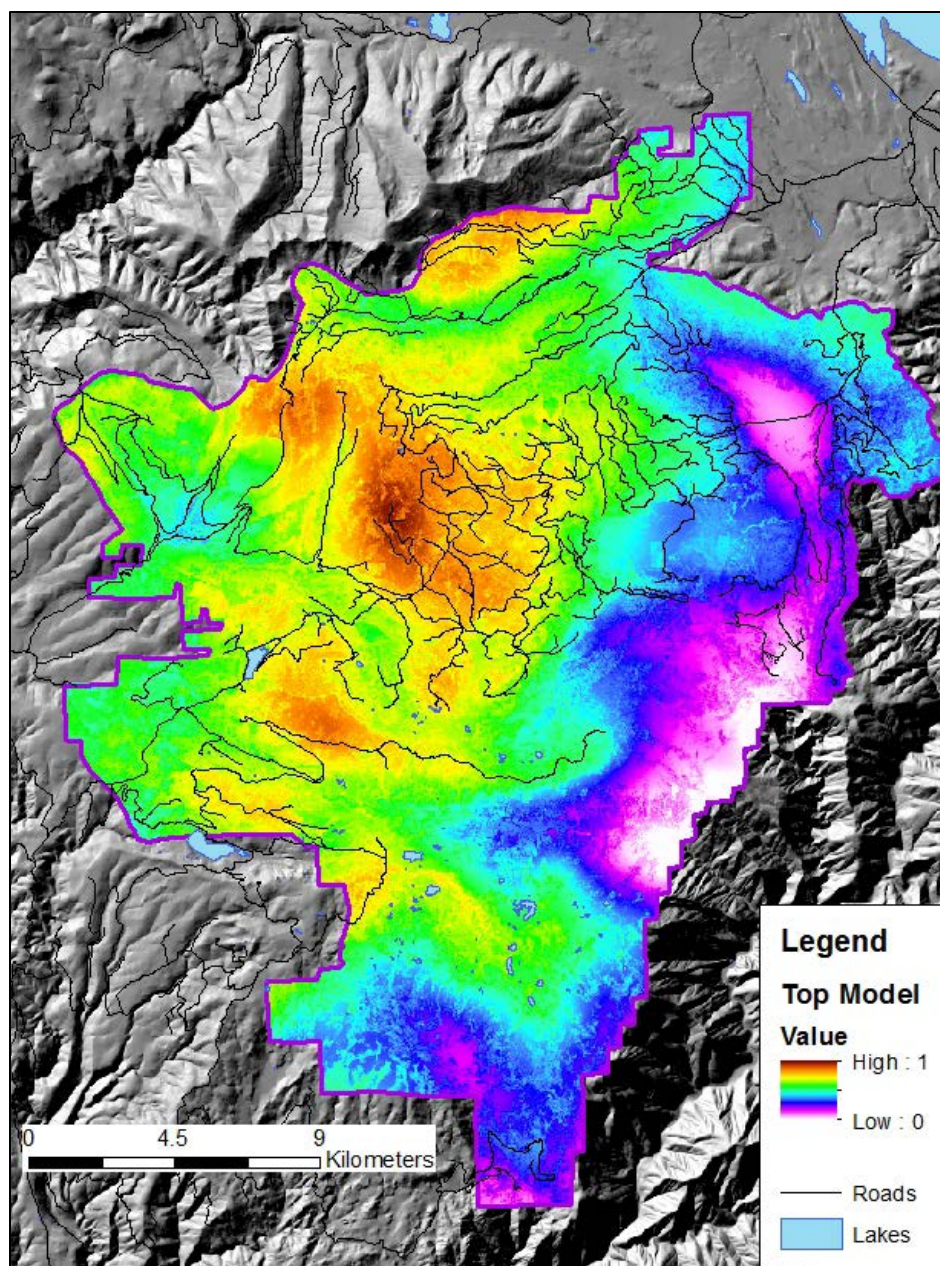 Legend
Top Model
Value
High : 1
Low : 0
Roads
Lakes
0 4.5 9
Kilometers